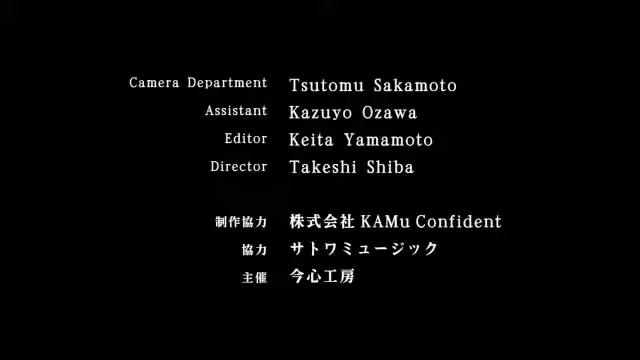 Camera Department Tsutomu Sakamoto
Assistant Kazuyo Ozawa
Editor Keita Yamamoto
Director Takeshi Shiba
制作協力 株式会社 KAMu Confident
協力 サトワミュージック
主催 今心工房